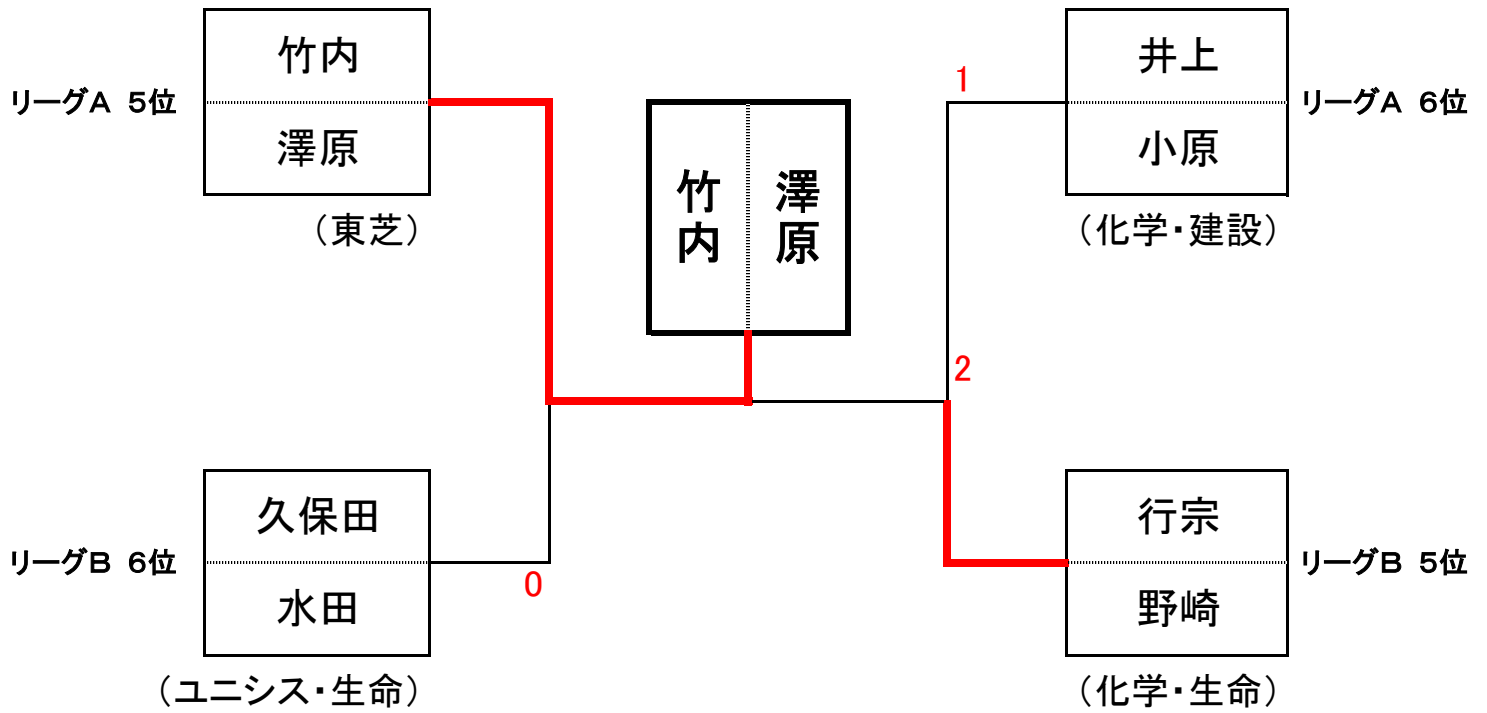 竹内
リーグA 5位
澤原
（東芝）
竹内
澤原
1
井上
リーグA 6位
小原
（化学・建設）
2
久保田
リーグB 6位
水田
0
（ユニシス・生命）
行宗
リーグB 5位
野崎
（化学・生命）